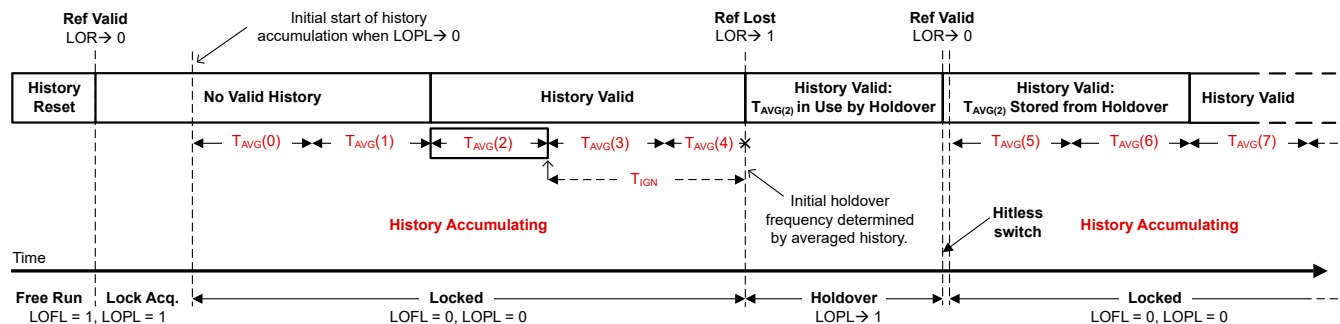 Ref Valid
LOR→ 0
Initial start of history
accumulation when LOPL→ 0
Ref Lost
LOR→ 1
Ref Valid
LOR→ 0
History
Reset
No Valid History
History Valid
History Valid:
TAVG(2) in Use by Holdover
History Valid:
TAVG(2) Stored from Holdover
History Valid
TAVG(0)
TAVG(1)
TAVG(2)
TAVG(3)
TAVG(4)
TAVG(5)
TAVG(6)
TAVG(7)
TIGN
Initial holdover
frequency determined
by averaged history.
History Accumulating
Hitless
switch
History Accumulating
Time
Free Run
LOFL = 1, LOPL = 1
Lock Acq.
Locked
LOFL = 0, LOPL = 0
Holdover
LOPL→ 1
Locked
LOFL = 0, LOPL = 0